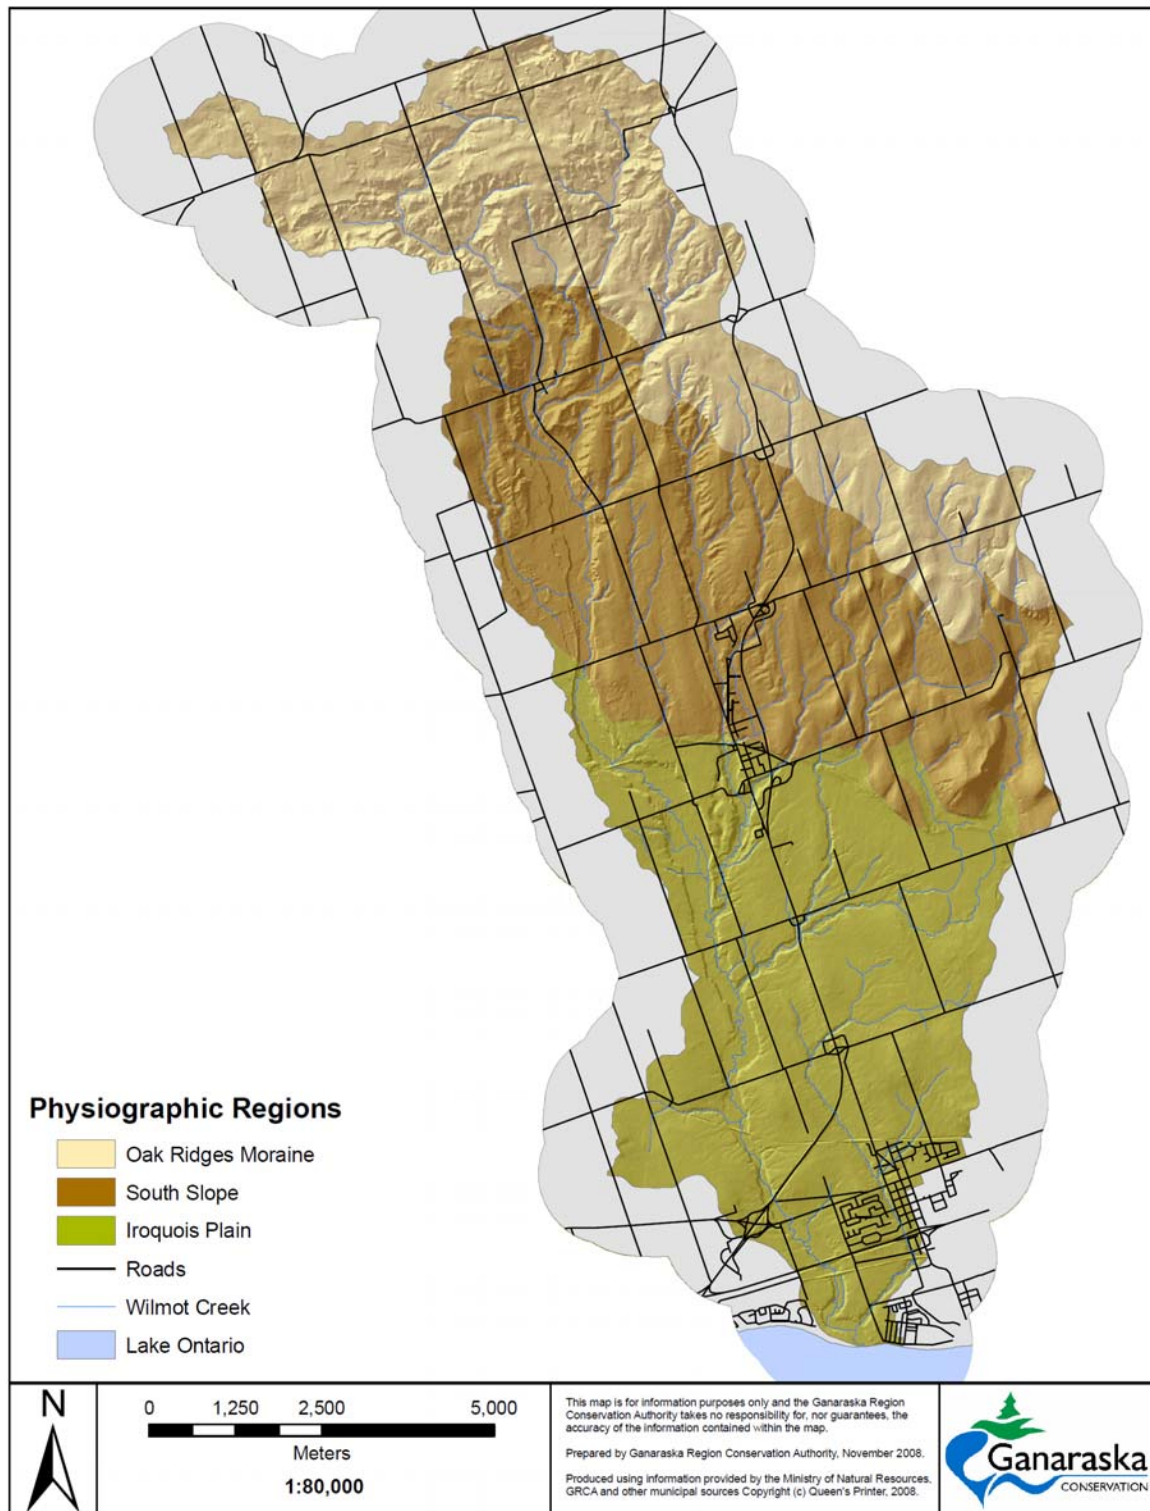 Physiographic Regions
Oak Ridges Moraine
South Slope
Iroquois Plain
Roads
Wilmot Creek
Lake Ontario
N
0 1,250 2,500 5,000
Meters
1:80,000
This map is for information purposes only and the Ganaraska Region
Conservation Authority takes no responsibility for, nor guarantees, the
accuracy of the information contained within the map.
Prepared by Ganaraska Region Conservation Authority, November 2008.
Produced using information provided by the Ministry of Natural Resources,
GRCA and other municipal sources Copyright (c) Queen's Printer, 2008.
Ganaraska
CONSERVATION